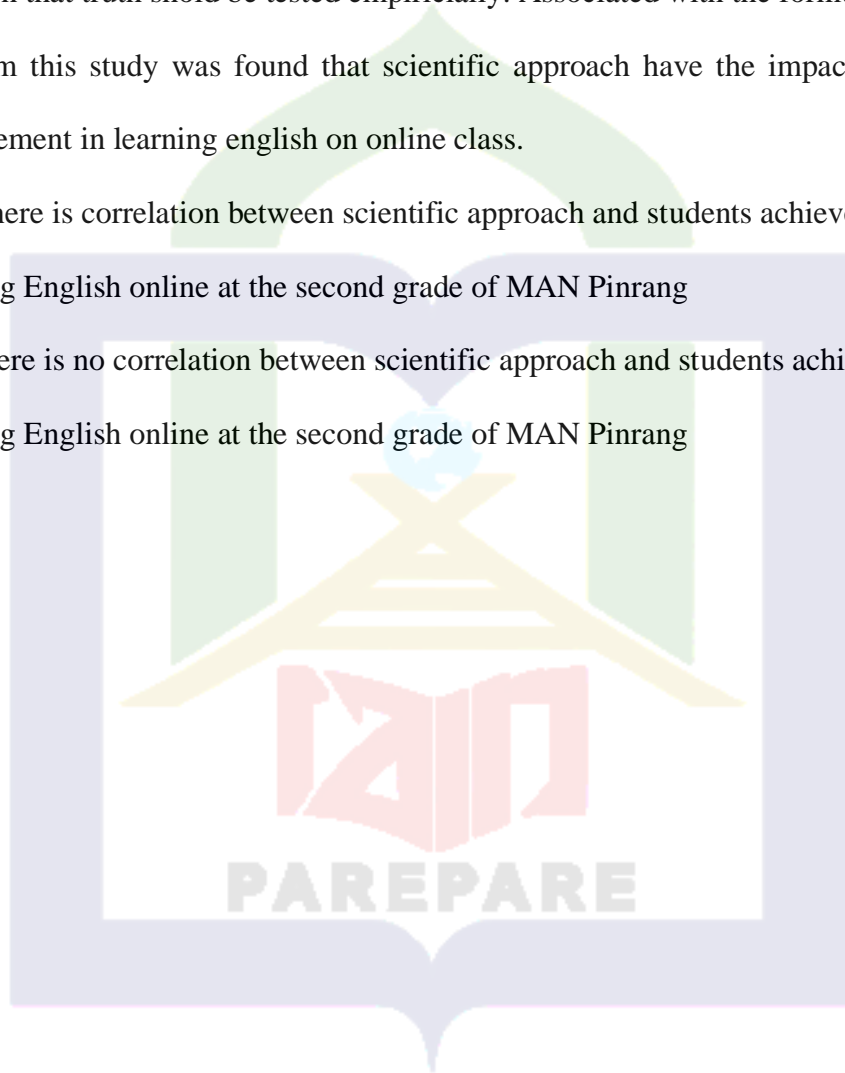 n that truth shold be tested empificially. Associated with the form
m this study was found that scientific approach have the impac
ement in learning english on online class.
here is correlation between scientific approach and students achieve
g English online at the second grade of MAN Pinrang
ere is no correlation between scientific approach and students achi
g English online at the second grade of MAN Pinrang
iain
PAREPARE